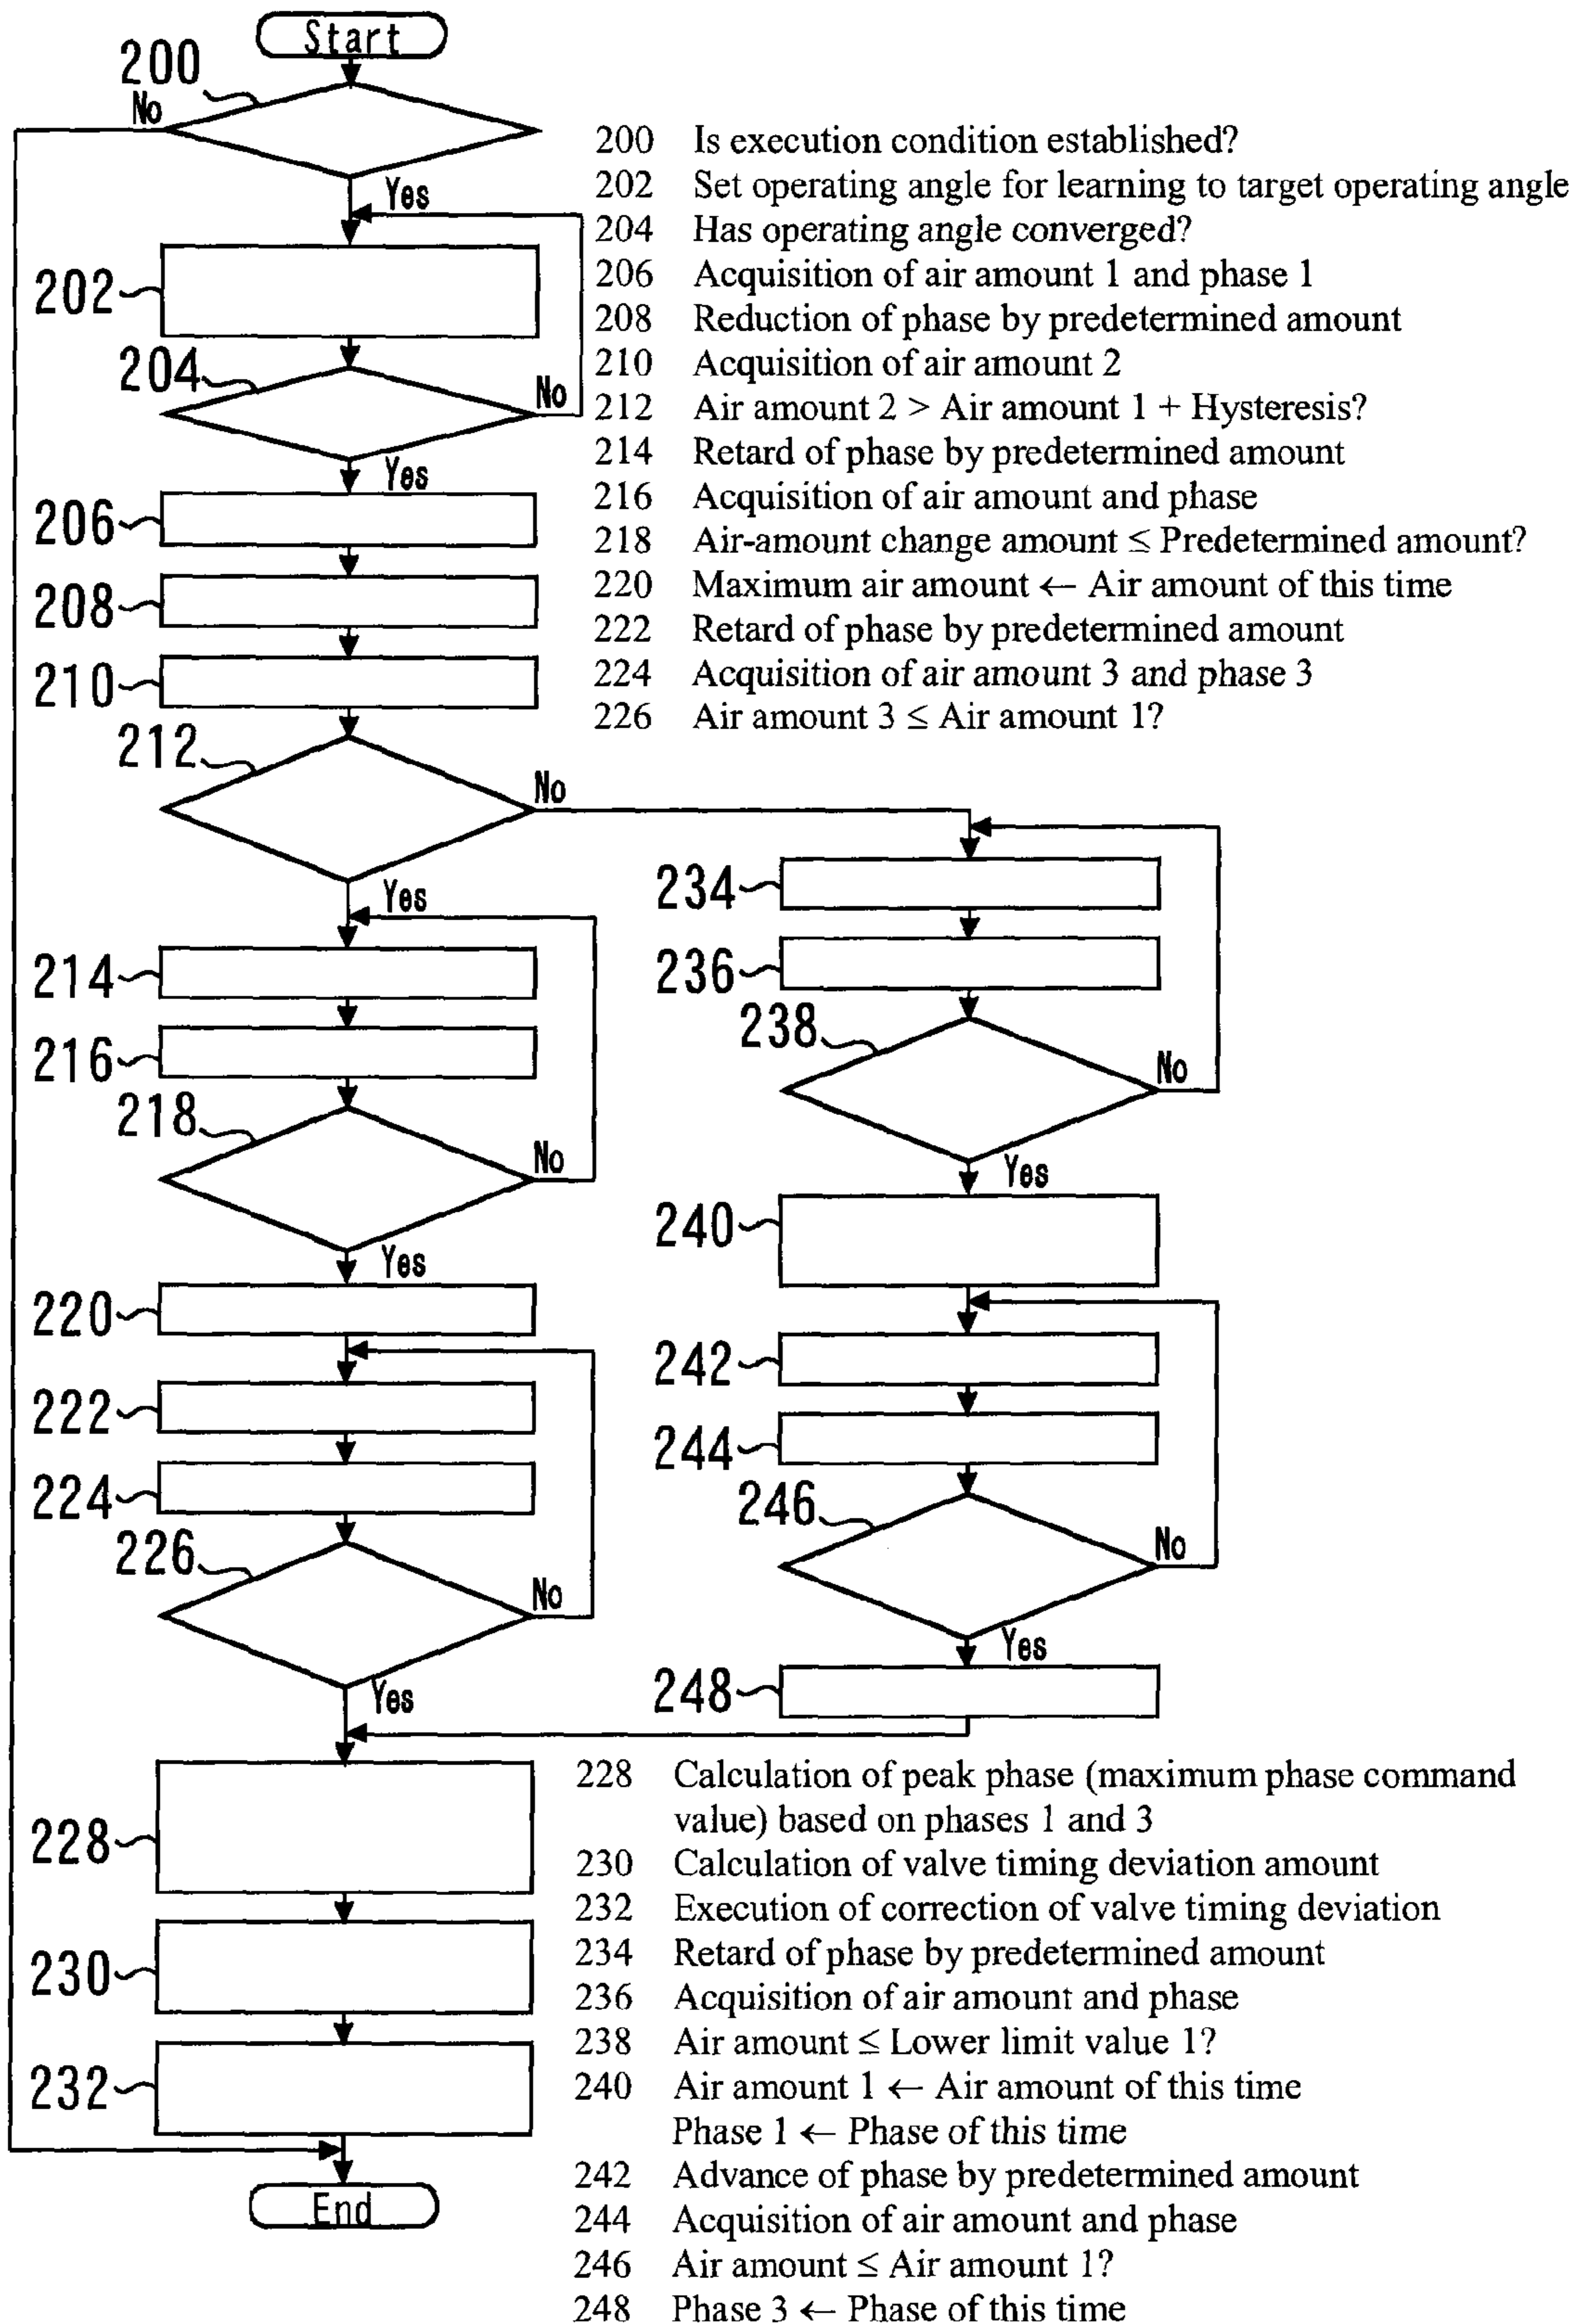 Start
200
No
Yes
200 Is execution condition established?
202 Set operating angle for learning to target operating angle
204 Has operating angle converged?
206 Acquisition of air amount 1 and phase 1
208 Reduction of phase by predetermined amount
210 Acquisition of air amount 2
212 Air amount 2 > Air amount 1 + Hysteresis?
214 Retard of phase by predetermined amount
216 Acquisition of air amount and phase
218 Air-amount change amount ≤ Predetermined amount?
220 Maximum air amount ← Air amount of this time
222 Retard of phase by predetermined amount
224 Acquisition of air amount 3 and phase 3
226 Air amount 3 ≤ Air amount 1?
202
204
No
Yes
206
208
210
212
No
Yes
214
216
218
No
Yes
220
222
224
226
No
Yes
234
236
238
No
Yes
240
242
244
246
No
Yes
248
228
230
232
End
228 Calculation of peak phase (maximum phase command
value) based on phases 1 and 3
230 Calculation of valve timing deviation amount
232 Execution of correction of valve timing deviation
234 Retard of phase by predetermined amount
236 Acquisition of air amount and phase
238 Air amount ≤ Lower limit value 1?
240 Air amount 1 ← Air amount of this time
Phase 1 ← Phase of this time
242 Advance of phase by predetermined amount
244 Acquisition of air amount and phase
246 Air amount ≤ Air amount 1?
248 Phase 3 ← Phase of this time